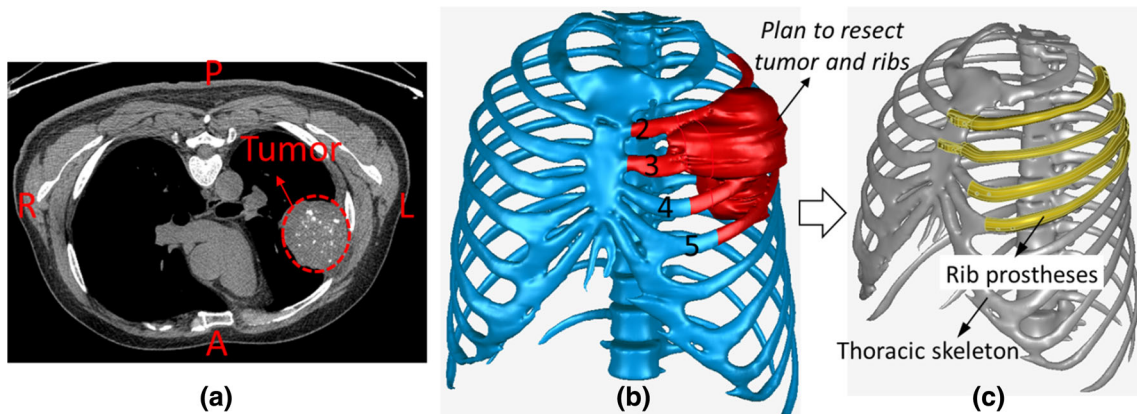 P
Tumor
R
L
A
(a)
Plan to resect
tumor and ribs
2
3
4
5
(b)
Rib prostheses
Thoracic skeleton
(c)